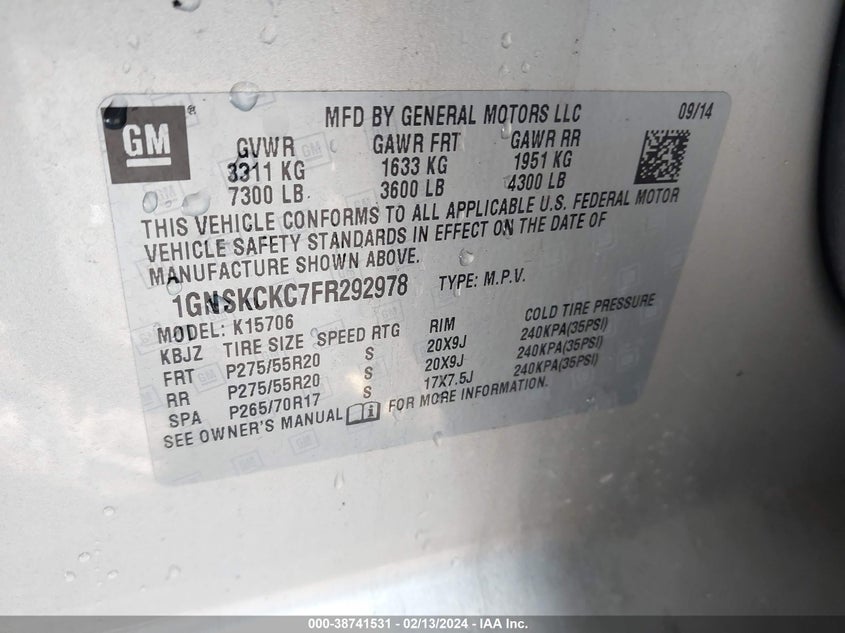 GM ®
MFD BY GENERAL MOTORS LLC 09/14
GVWR GAWR FRT GAWR RR
3311 KG 1633 KG 1951 KG
7300 LB 3600 LB 4300 LB
THIS VEHICLE CONFORMS TO ALL APPLICABLE U.S. FEDERAL MOTOR
VEHICLE SAFETY STANDARDS IN EFFECT ON THE DATE OF
MANUFACTURE SHOWN ABOVE.
1GNSKCKC7FR292978 TYPE: M.P.V.
MODEL: K15706
KBJZ TIRE SIZE SPEED RTG RIM COLD TIRE PRESSURE
FRT P275/55R20 S 20X9J 240KPA(35PSI)
RR P275/55R20 S 20X9J 240KPA(35PSI)
SPA P265/70R17 S 17X7.5J 240KPA(35PSI)
SEE OWNER'S MANUAL FOR MORE INFORMATION.
000-38741531 - 02/13/2024 - IAA Inc.